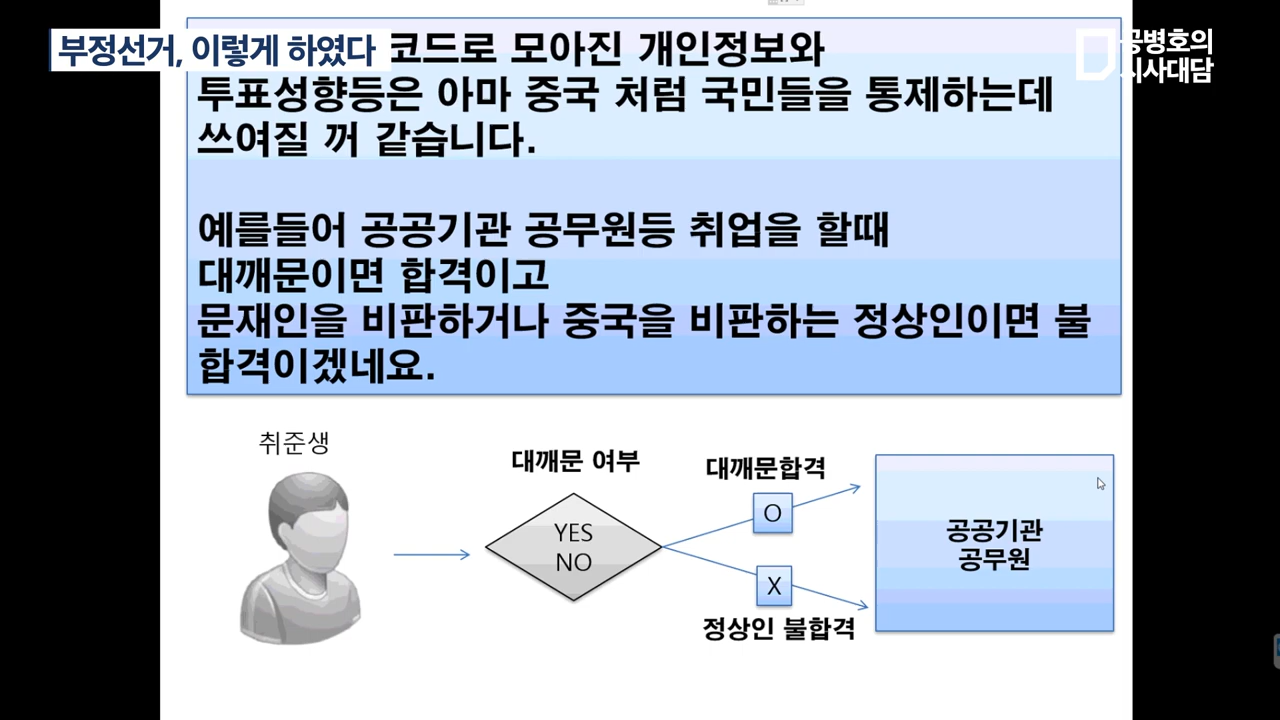 부정선거, 이렇게 하였다
공병호의
시사대담
코드로 모아진 개인정보와
투표성향등은 아마 중국 처럼 국민들을 통제하는데
쓰여질 꺼 같습니다.
예를들어 공공기관 공무원등 취업을 할때
대깨문이면 합격이고
문재인을 비판하거나 중국을 비판하는 정상인이면 불
합격이겠네요.
취준생
대깨문 여부
YES
NO
대깨문합격
O
X
정상인 불합격
공공기관
공무원